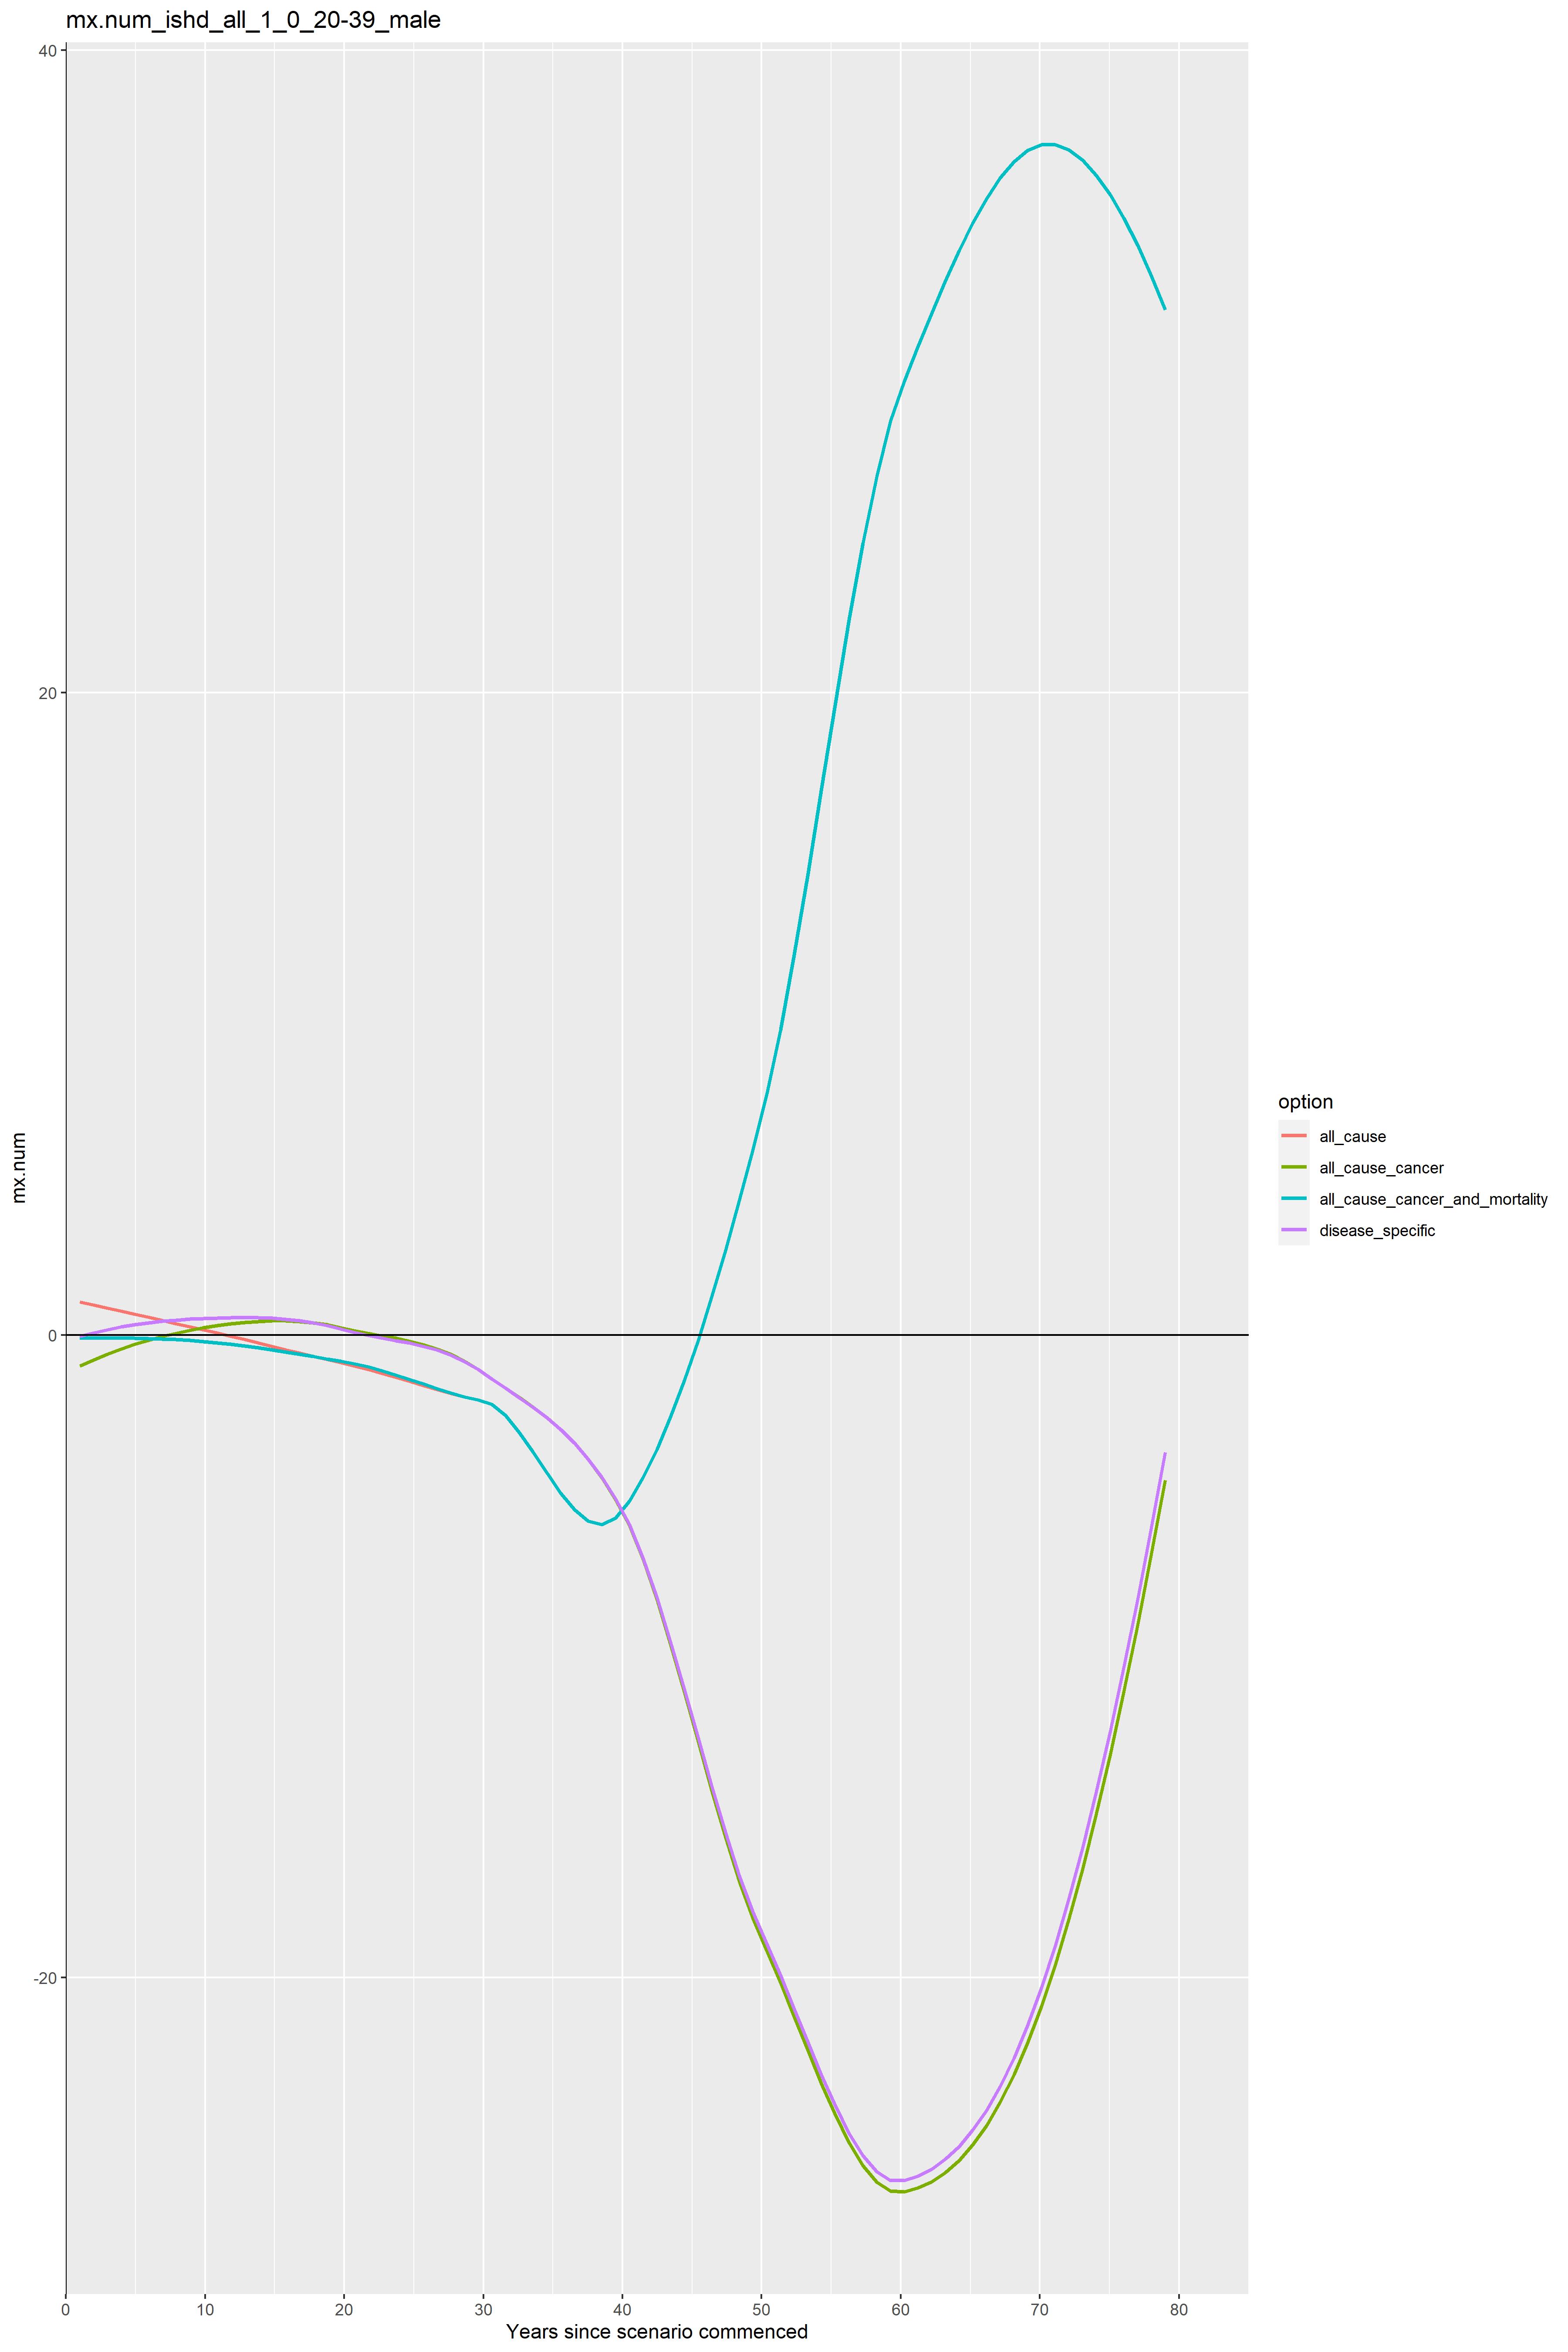 mx.num_ishd_all_1_0_20-39_male
40
20
0
-20
mx.num
0 10 20 30 40 50 60 70 80
Years since scenario commenced
option
all_cause
all_cause_cancer
all_cause_cancer_and_mortality
disease_specific